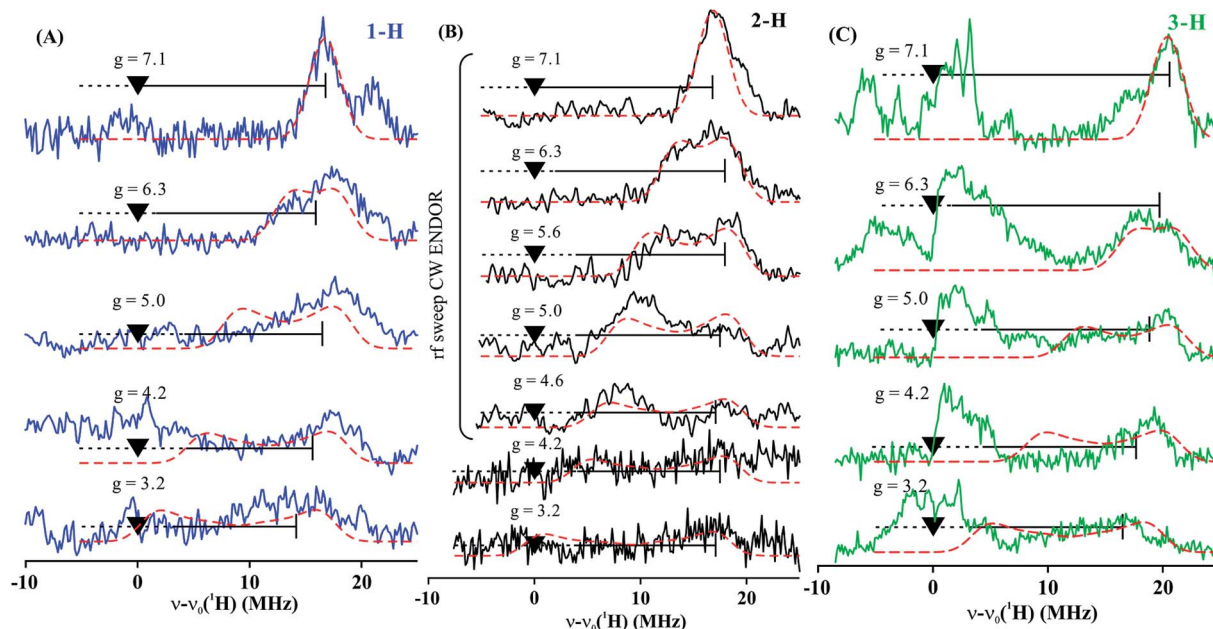 (A)
1-H
g = 7.1
g = 6.3
g = 5.0
g = 4.2
g = 3.2
-10 0 10 20
ν-ν₀(¹H) (MHz)
(B)
2-H
rf sweep CW ENDOR
g = 7.1
g = 6.3
g = 5.6
g = 5.0
g = 4.6
g = 4.2
g = 3.2
-10 0 10 20
ν-ν₀(¹H) (MHz)
(C)
3-H
g = 7.1
g = 6.3
g = 5.0
g = 4.2
g = 3.2
0 10 20
ν-ν₀(¹H) (MHz)